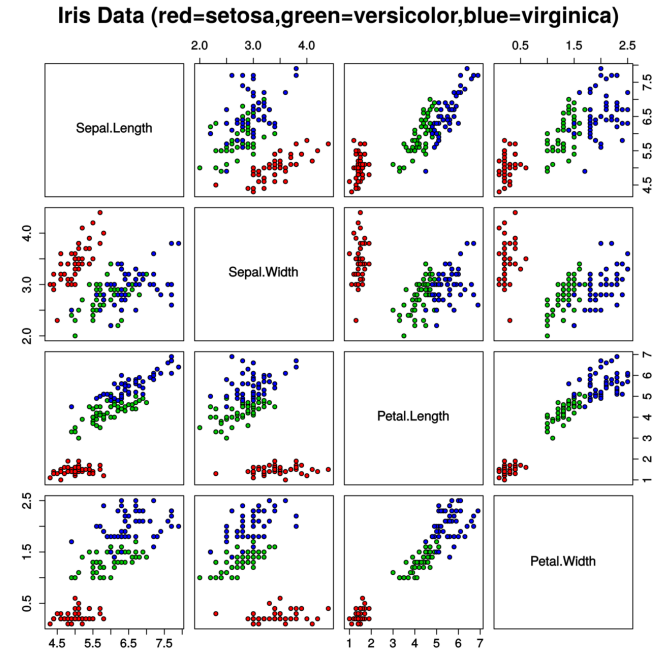 Iris Data (red=setosa,green=versicolor,blue=virginica)
2.0 3.0 4.0
0.5 1.5 2.5
Sepal.Length
4.5 5.5 6.5 7.5
2.0 3.0 4.0
Sepal.Width
Petal.Length
1 2 3 4 5 6 7
0.5 1.5 2.5
Petal.Width
4.5 5.5 6.5 7.5
1 2 3 4 5 6 7